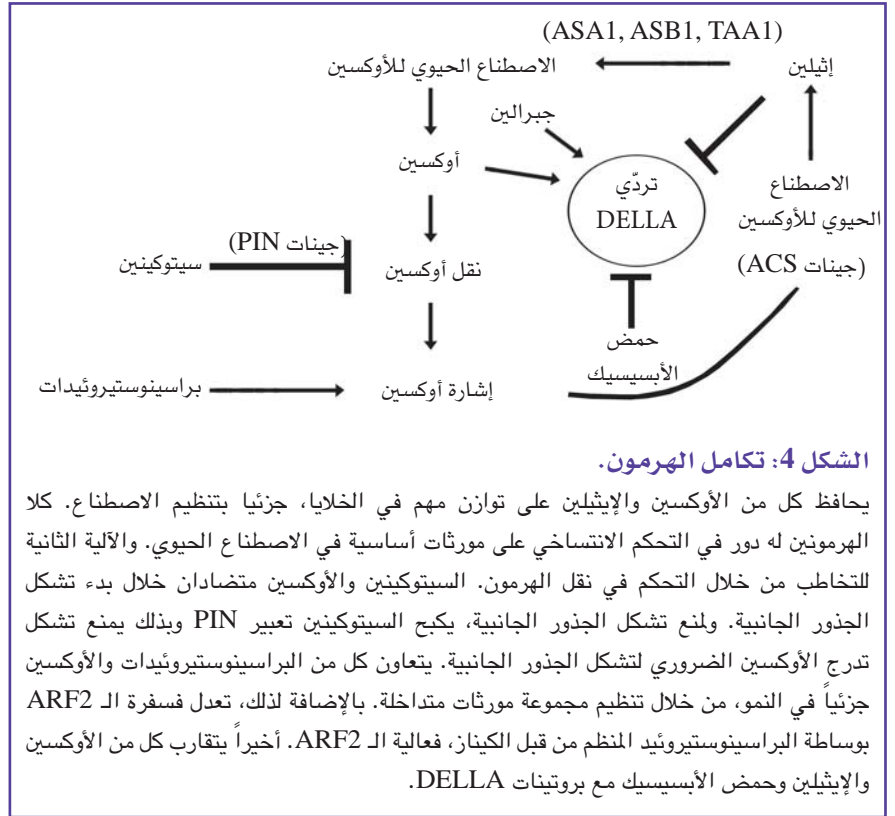 (ASA1, ASB1, TAA1)
إثيلين
الاصطناع الحيوي للأوكسين
جبرالين
أوكسين
تردّي
DELLA
الاصطناع
الحيوي للأوكسين
(جينات ACS)
(جينات PIN)
سيتوكينين
نقل أوكسين
حمض
الأبسيسيك
براسينوستيروئيدات
إشارة أوكسين
الشكل 4: تكامل الهرمون.
يحافظ كل من الأوكسين والإيثيلين على توازن مهم في الخلايا، جزئيا بتنظيم الاصطناع. كلا
الهرمونين له دور في التحكم الانتساخي على مورثات أساسية في الاصطناع الحيوي. والآلية الثانية
للتخاطب من خلال التحكم في نقل الهرمون. السيتوكينين والأوكسين متضادان خلال بدء تشكل
الجذور الجانبية. ولمنع تشكل الجذور الجانبية، يكبح السيتوكينين تعبير PIN وبذلك يمنع تشكل
تدرج الأوكسين الضروري لتشكل الجذور الجانبية. يتعاون كل من البراسينوستيروئيدات والأوكسين
جزئياً في النمو، من خلال تنظيم مجموعة مورثات متداخلة. بالإضافة لذلك، تعدل فسفرة الـ ARF2
بوساطة البراسينوستيروئيد المنظم من قبل الكيناز، فعالية الـ ARF2. أخيراً يتقارب كل من الأوكسين
والإيثيلين وحمض الأبسيسيك مع بروتينات DELLA.